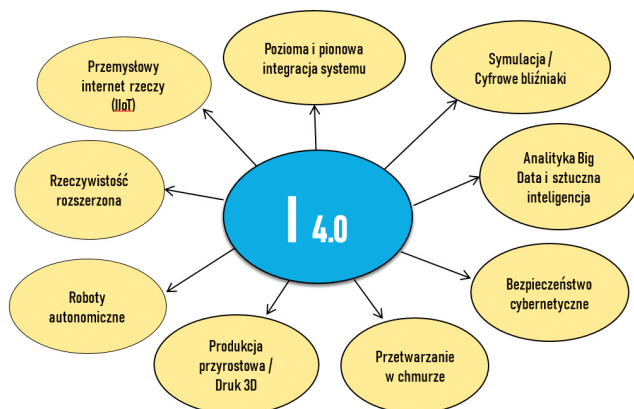 Pozioma i pionowa
integracja systemu
Symulacja /
Cyfrowe bliźniaki
Przemysłowy
internet rzeczy
(IIoT)
Analityka Big
Data i sztuczna
inteligencja
Rzeczywistość
rozszerzona
I 4.0
Bezpieczeństwo
cybernetyczne
Roboty
autonomiczne
Produkcja
przyrostowa /
Druk 3D
Przetwarzanie
w chmurze